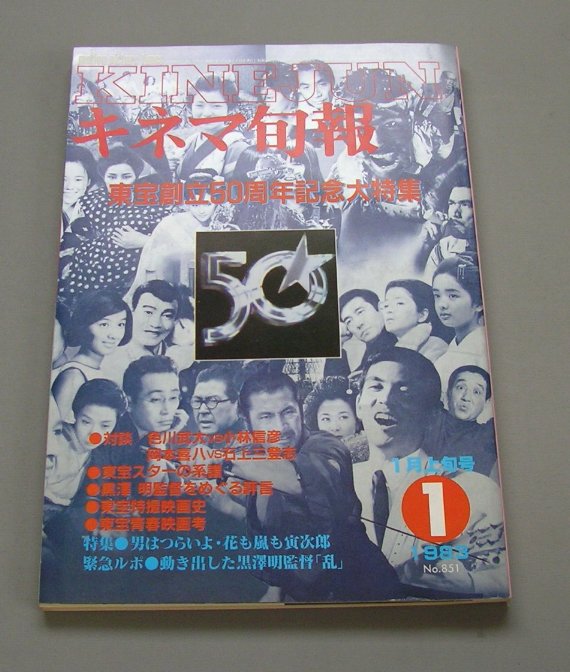 KINEJUN
キネマ旬報
東宝創立50周年記念大特集
50
●対談 色川武大VS小林信彦
岡本喜八VS石上三登志
●東宝スターの系譜
●黒澤 明監督をめぐる評言
●東宝特撮映画史
●東宝青春映画考
特集●男はつらいよ・花も嵐も寅次郎
緊急ルポ●動き出した黒澤明監督「乱」
1月上旬号
1
1983
No.851